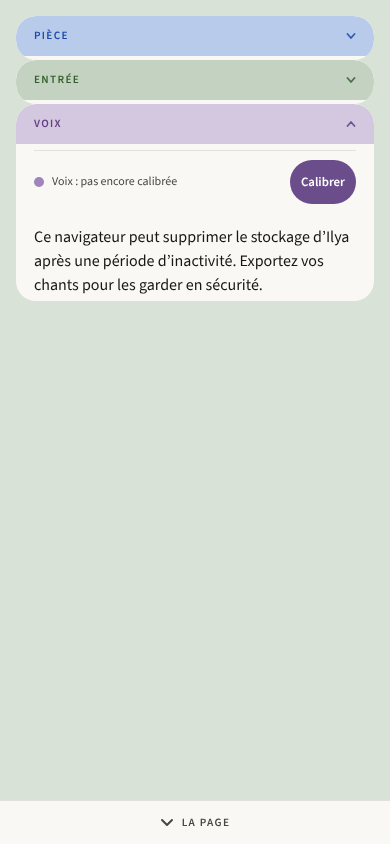 PIÈCE
ENTRÉE
VOIX
Voix : pas encore calibrée
Calibrer
Ce navigateur peut supprimer le stockage d’Ilya
après une période d’inactivité. Exportez vos
chants pour les garder en sécurité.
LA PAGE